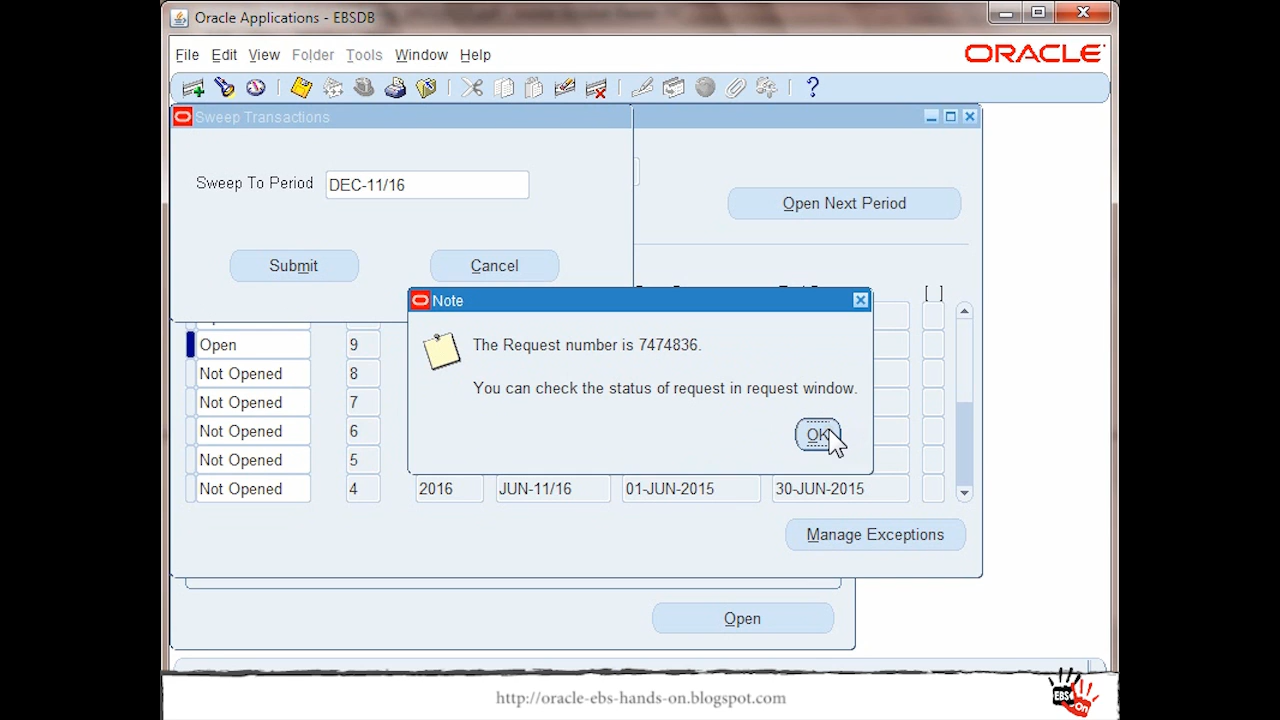 Oracle Applications - EBSDB
File Edit View Folder Tools Window Help
ORACLE
Sweep Transactions
Sweep To Period DEC-11/16
Open Next Period
Submit Cancel
[ ]
Note
The Request number is 7474836.
You can check the status of request in request window.
OK
Open 9
Not Opened 8
Not Opened 7
Not Opened 6
Not Opened 5
Not Opened 4 2016 JUN-11/16 01-JUN-2015 30-JUN-2015
Manage Exceptions
Open
http://oracle-ebs-hands-on.blogspot.com
EBS
On